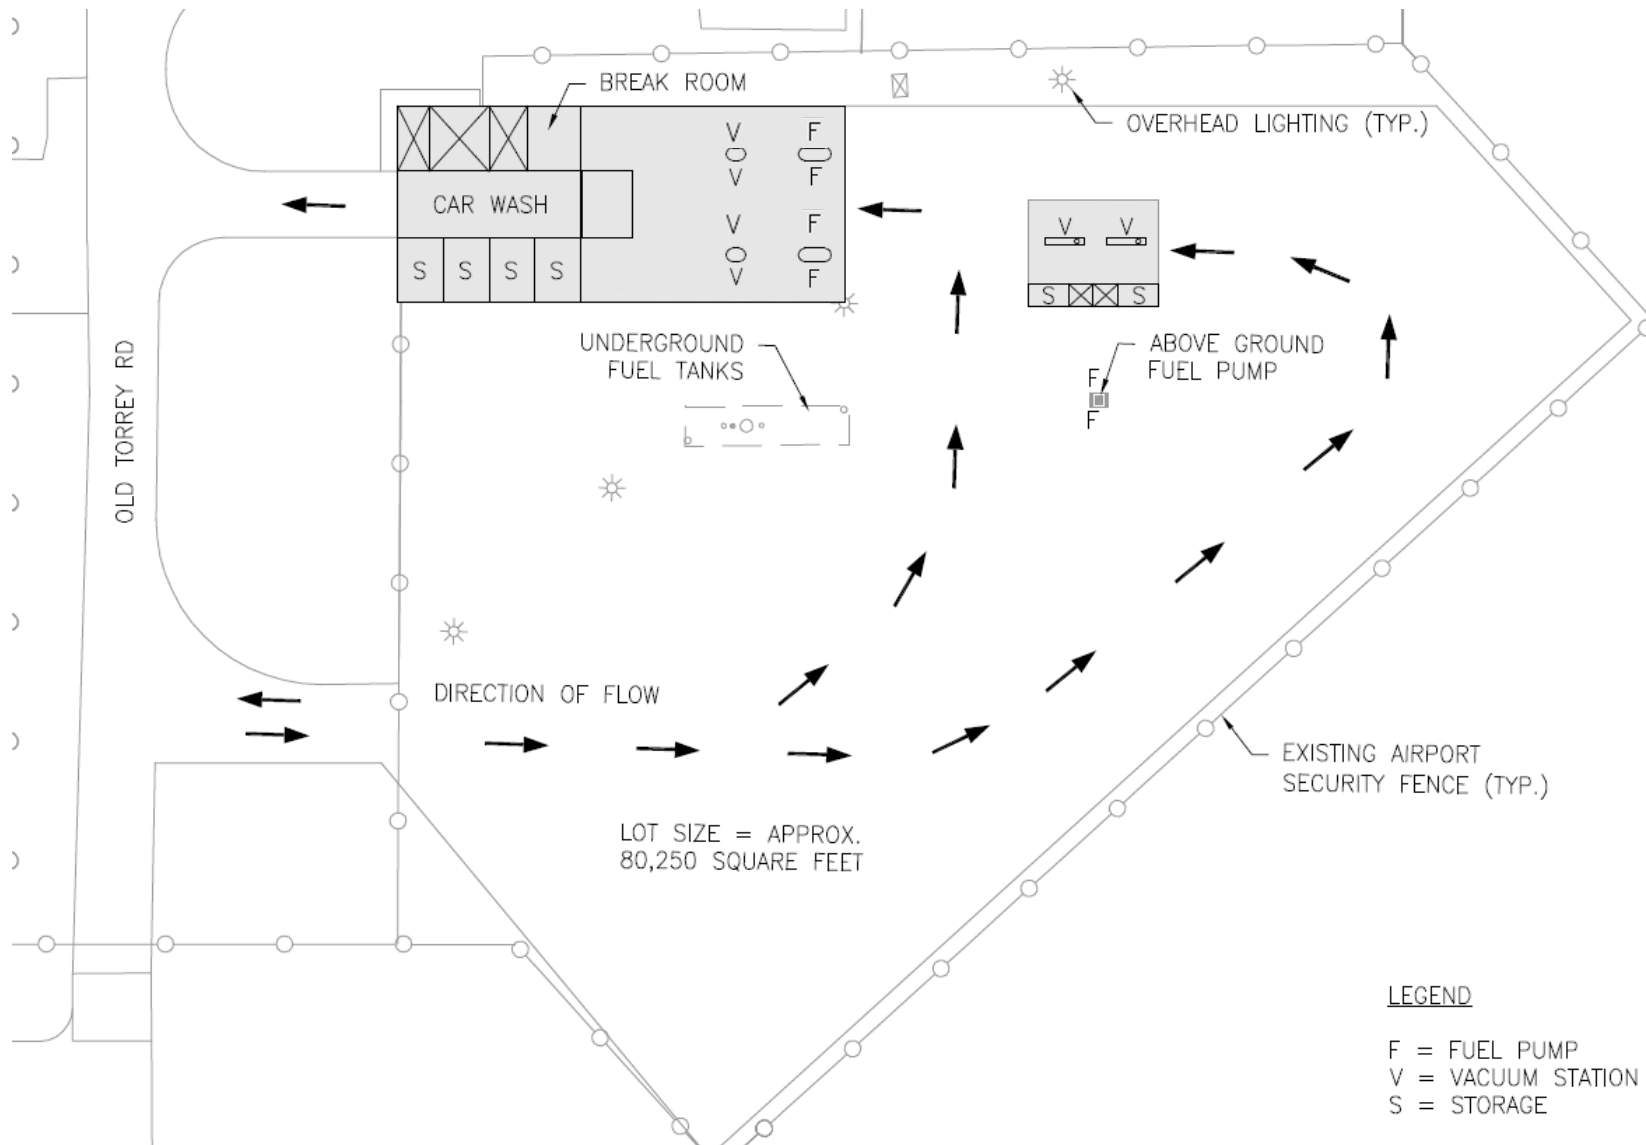 BREAK ROOM
OVERHEAD LIGHTING (TYP.)
V
F
V
F
CAR WASH
V
F
V
F
V
V
S
S
S
S
S
S
UNDERGROUND
FUEL TANKS
ABOVE GROUND
FUEL PUMP
F
F
OLD TORREY RD
DIRECTION OF FLOW
EXISTING AIRPORT
SECURITY FENCE (TYP.)
LOT SIZE = APPROX.
80,250 SQUARE FEET
LEGEND
F = FUEL PUMP
V = VACUUM STATION
S = STORAGE